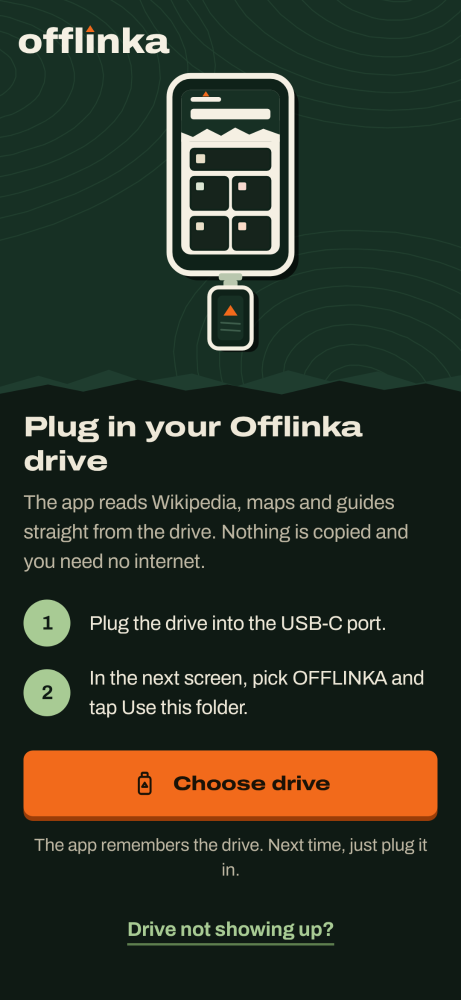 offlinka
Plug in your Offlinka
drive
The app reads Wikipedia, maps and guides
straight from the drive. Nothing is copied and
you need no internet.
1
Plug the drive into the USB-C port.
2
In the next screen, pick OFFLINKA and
tap Use this folder.
Choose drive
The app remembers the drive. Next time, just plug it
in.
Drive not showing up?